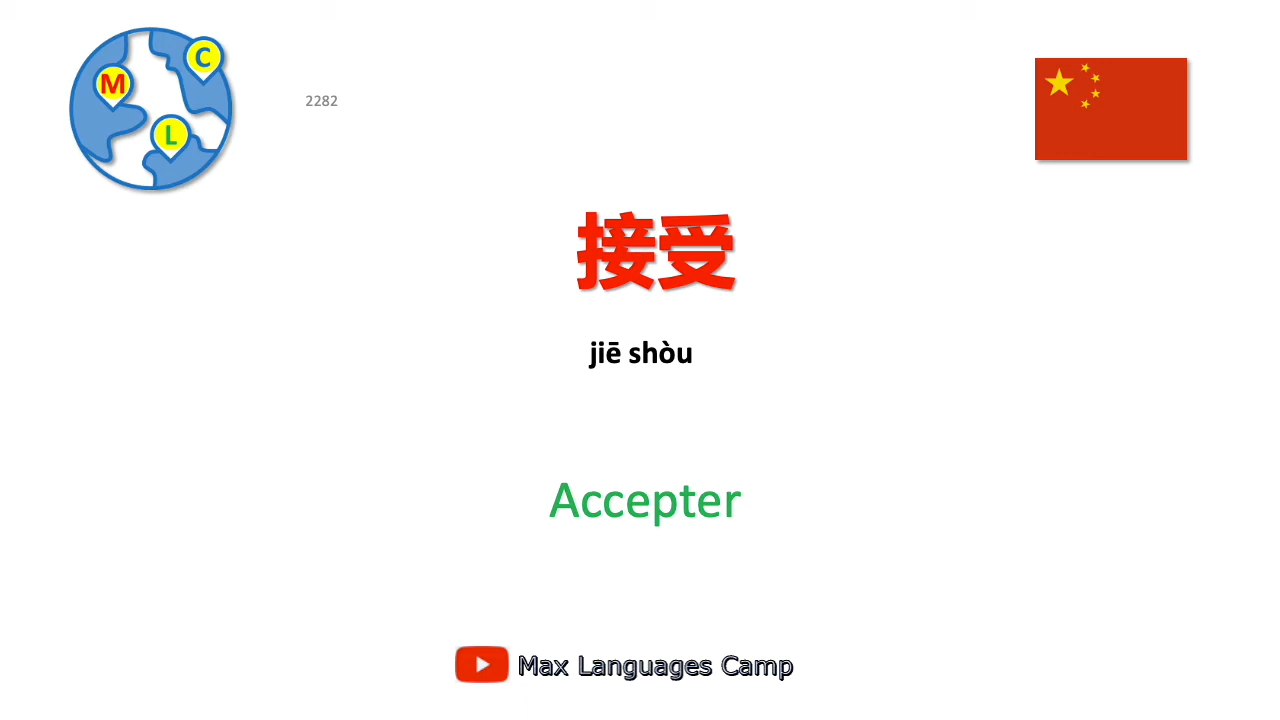 C
M
L
2282
接受
jiē shòu
Accepter
Max Languages Camp